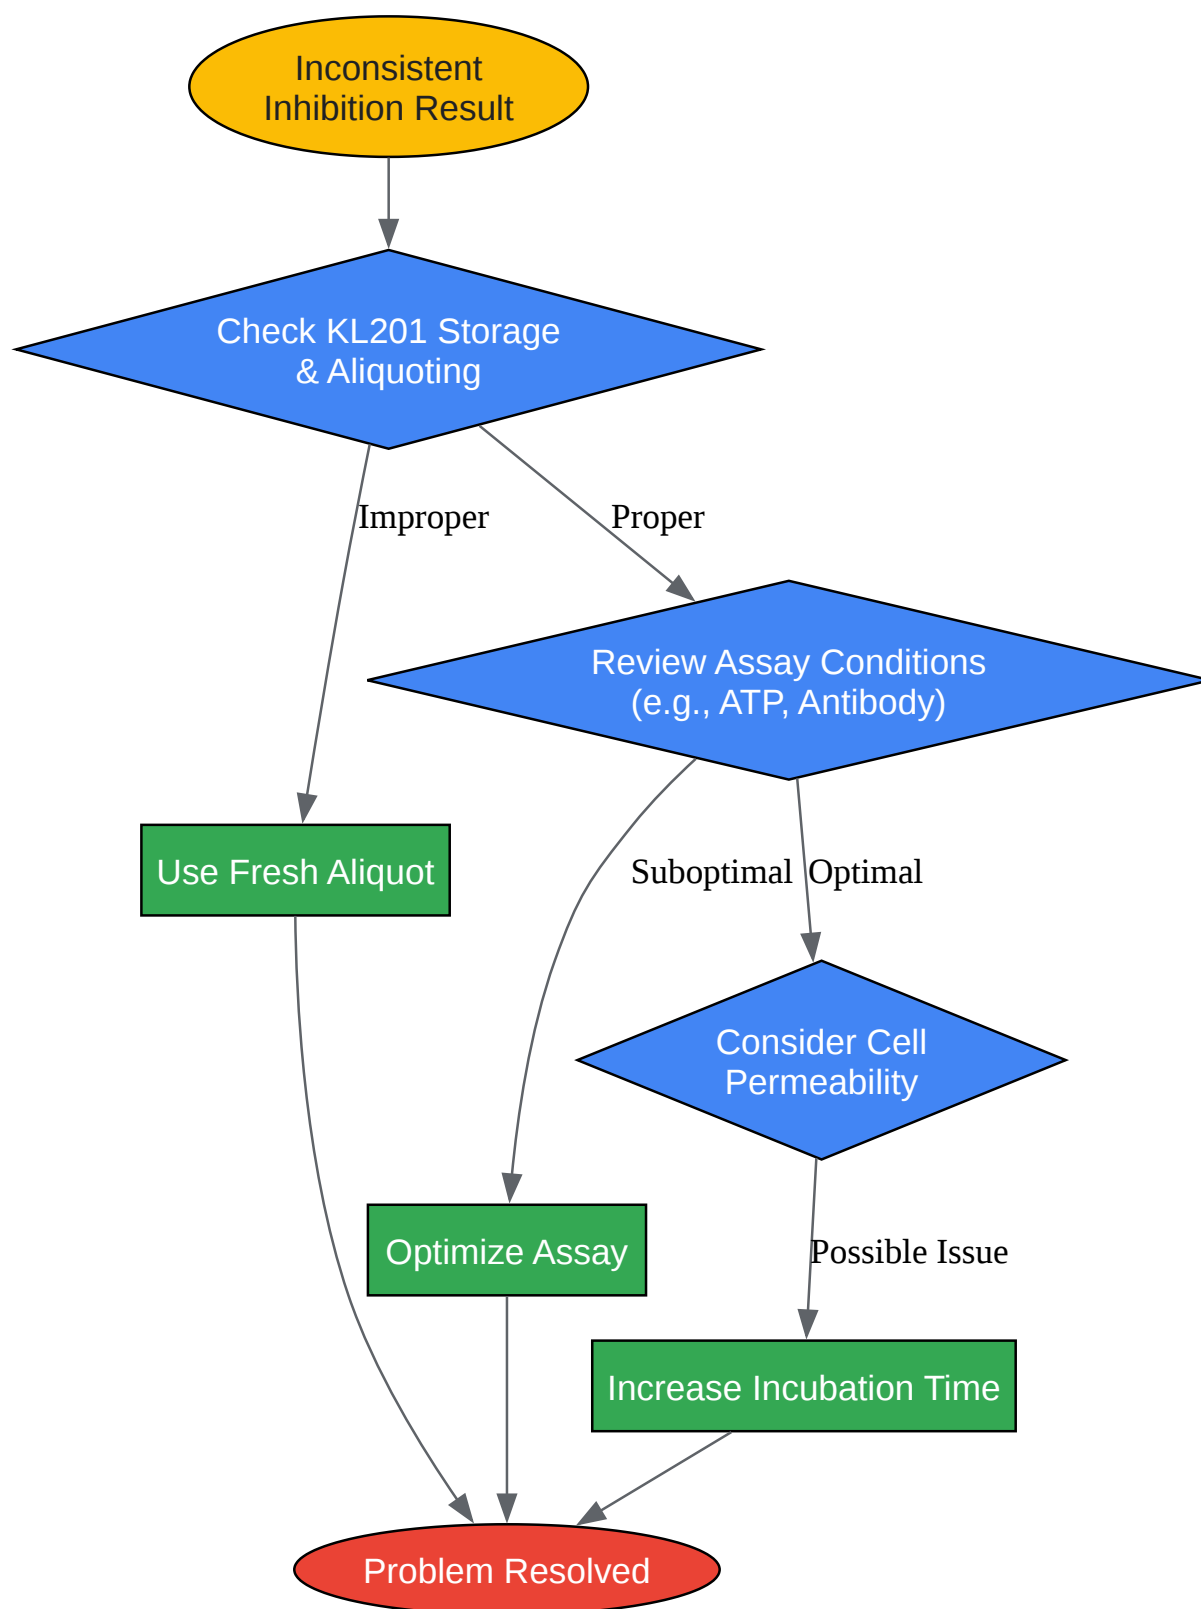 Inconsistent
Inhibition Result
Check KL201 Storage
& Aliquoting
Improper
Proper
Review Assay Conditions
(e.g., ATP, Antibody)
Use Fresh Aliquot
Suboptimal
Optimal
Consider Cell
Permeability
Optimize Assay
Possible Issue
Increase Incubation Time
Problem Resolved